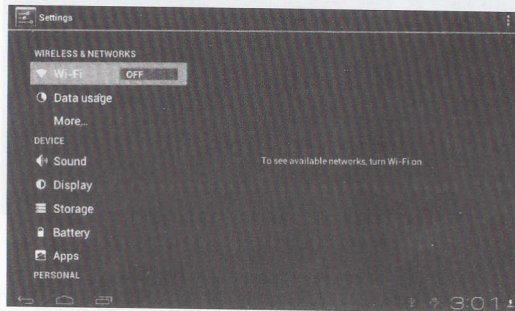 Settings
WIRELESS & NETWORKS
Wi-Fi OFF
Data usage
More...
DEVICE
Sound
To see available networks, turn Wi-Fi on
Display
Storage
Battery
Apps
PERSONAL
3:01